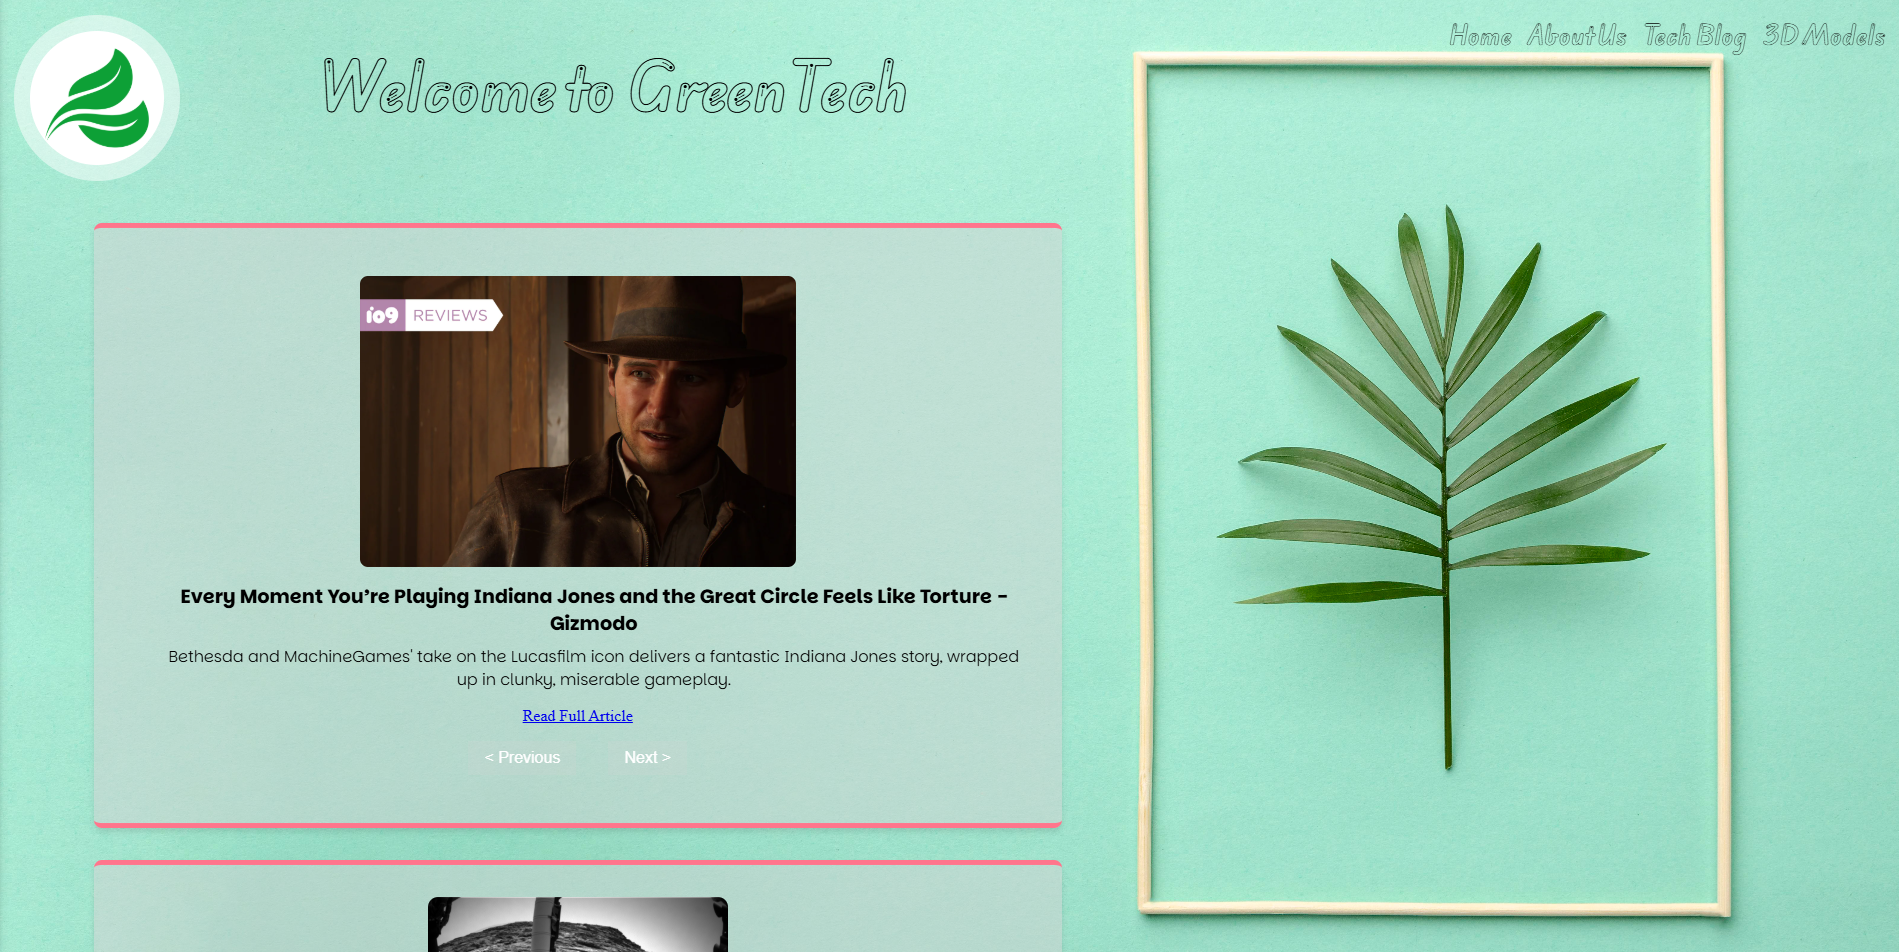 Home About Us Tech Blog 3D Models
Welcome to GreenTech
io9 REVIEWS
Every Moment You’re Playing Indiana Jones and the Great Circle Feels Like Torture -
Gizmodo
Bethesda and MachineGames' take on the Lucasfilm icon delivers a fantastic Indiana Jones story, wrapped
up in clunky, miserable gameplay.
Read Full Article
< Previous Next >